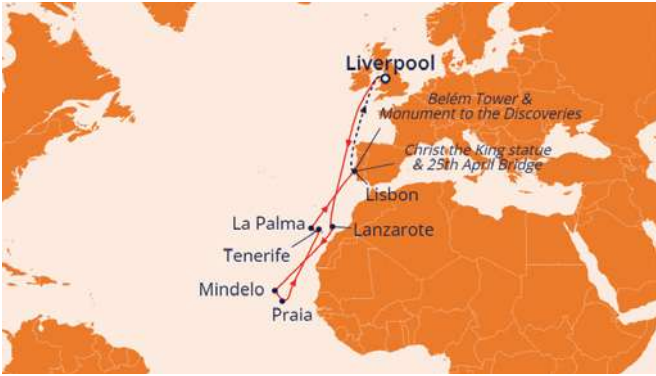 Liverpool
Belém Tower &
Monument to the Discoveries
Christ the King statue
& 25th April Bridge
Lisbon
La Palma
Lanzarote
Tenerife
Mindelo
Praia